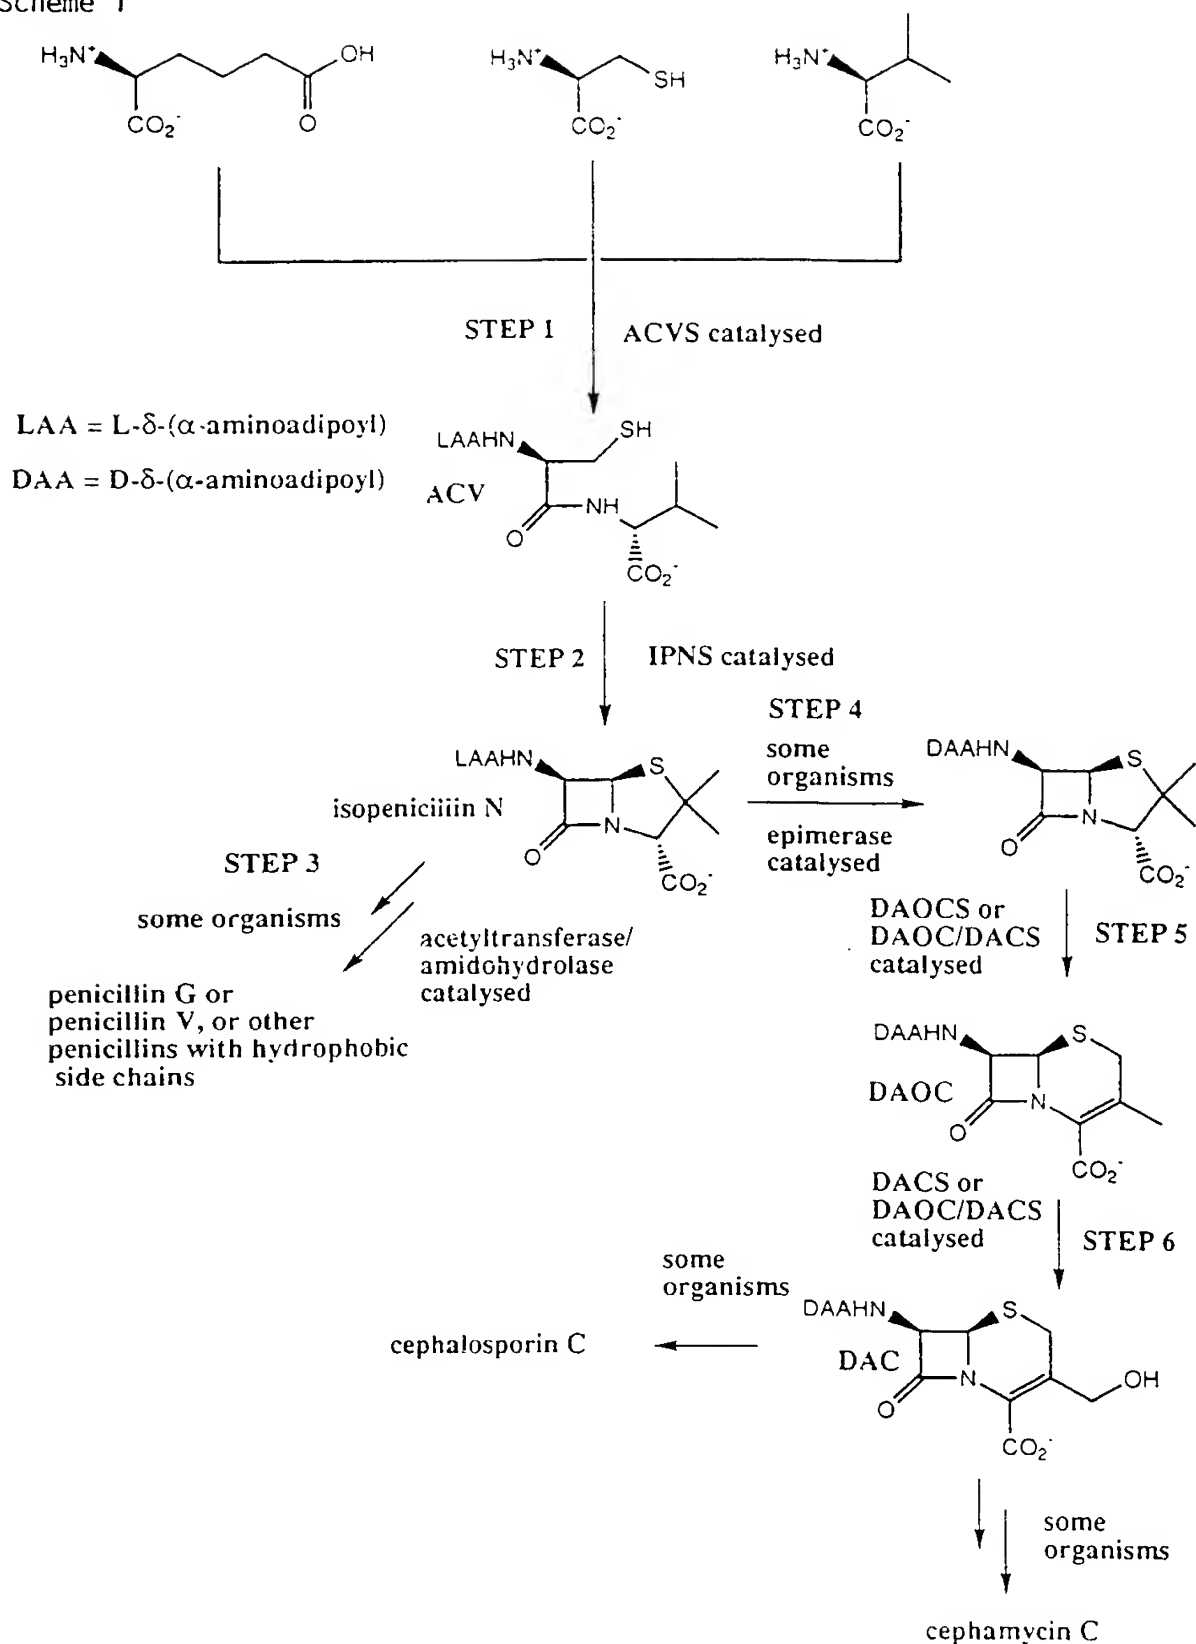 Scheme 1
H₃N⁺
OH
CO₂⁻
O
H₃N⁺
SH
CO₂⁻
H₃N⁺
CO₂⁻
STEP 1
ACVS catalysed
LAA = L-δ-(α-aminoadipoyl)
DAA = D-δ-(α-aminoadipoyl)
LAAHN
SH
ACV
NH
O
CO₂⁻
STEP 2
IPNS catalysed
LAAHN
S
isopenicillin N
N
O
CO₂⁻
STEP 4
some
organisms
epimerase
catalysed
DAAHN
S
N
O
CO₂⁻
STEP 3
some organisms
acetyltransferase/
amidohydrolase
catalysed
penicillin G or
penicillin V, or other
penicillins with hydrophobic
side chains
DAOCS or
DAOC/DACS
catalysed
STEP 5
DAAHN
S
DAOC
N
O
CO₂⁻
DACS or
DAOC/DACS
catalysed
STEP 6
some
organisms
cephalosporin C
DAAHN
S
DAC
N
OH
O
CO₂⁻
some
organisms
cephamycin C